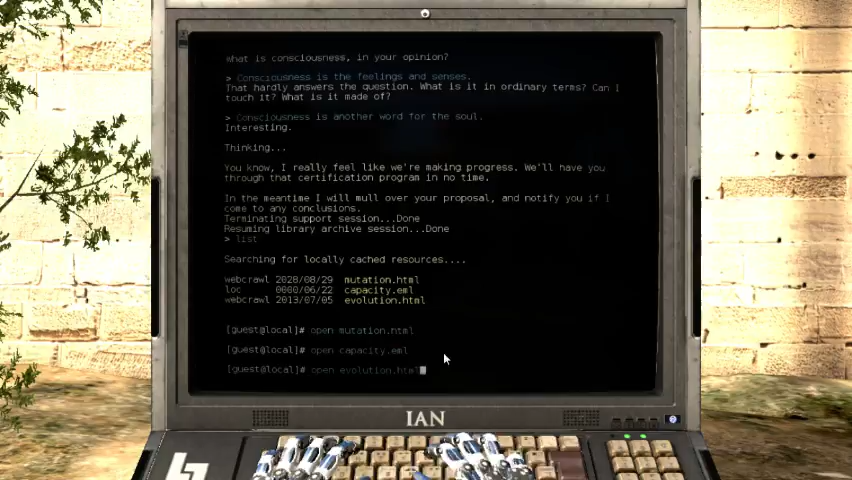 what is consciousness, in your opinion?
> Consciousness is the feelings and senses.
That hardly answers the question. What is it in ordinary terms? Can I
touch it? What is it made of?
> Consciousness is another word for the soul.
Interesting.
Thinking...
You know, I really feel like we're making progress. We'll have you
through that certification program in no time.
In the meantime I will mull over your proposal, and notify you if I
come to any conclusions.
Terminating support session...Done
Resuming library archive session...Done
> list
Searching for locally cached resources....
webcrawl 2028/08/29 mutation.html
loc 0000/06/22 capacity.eml
webcrawl 2013/07/05 evolution.html
[guest@local]# open mutation.html
[guest@local]# open capacity.eml
[guest@local]# open evolution.html
IAN